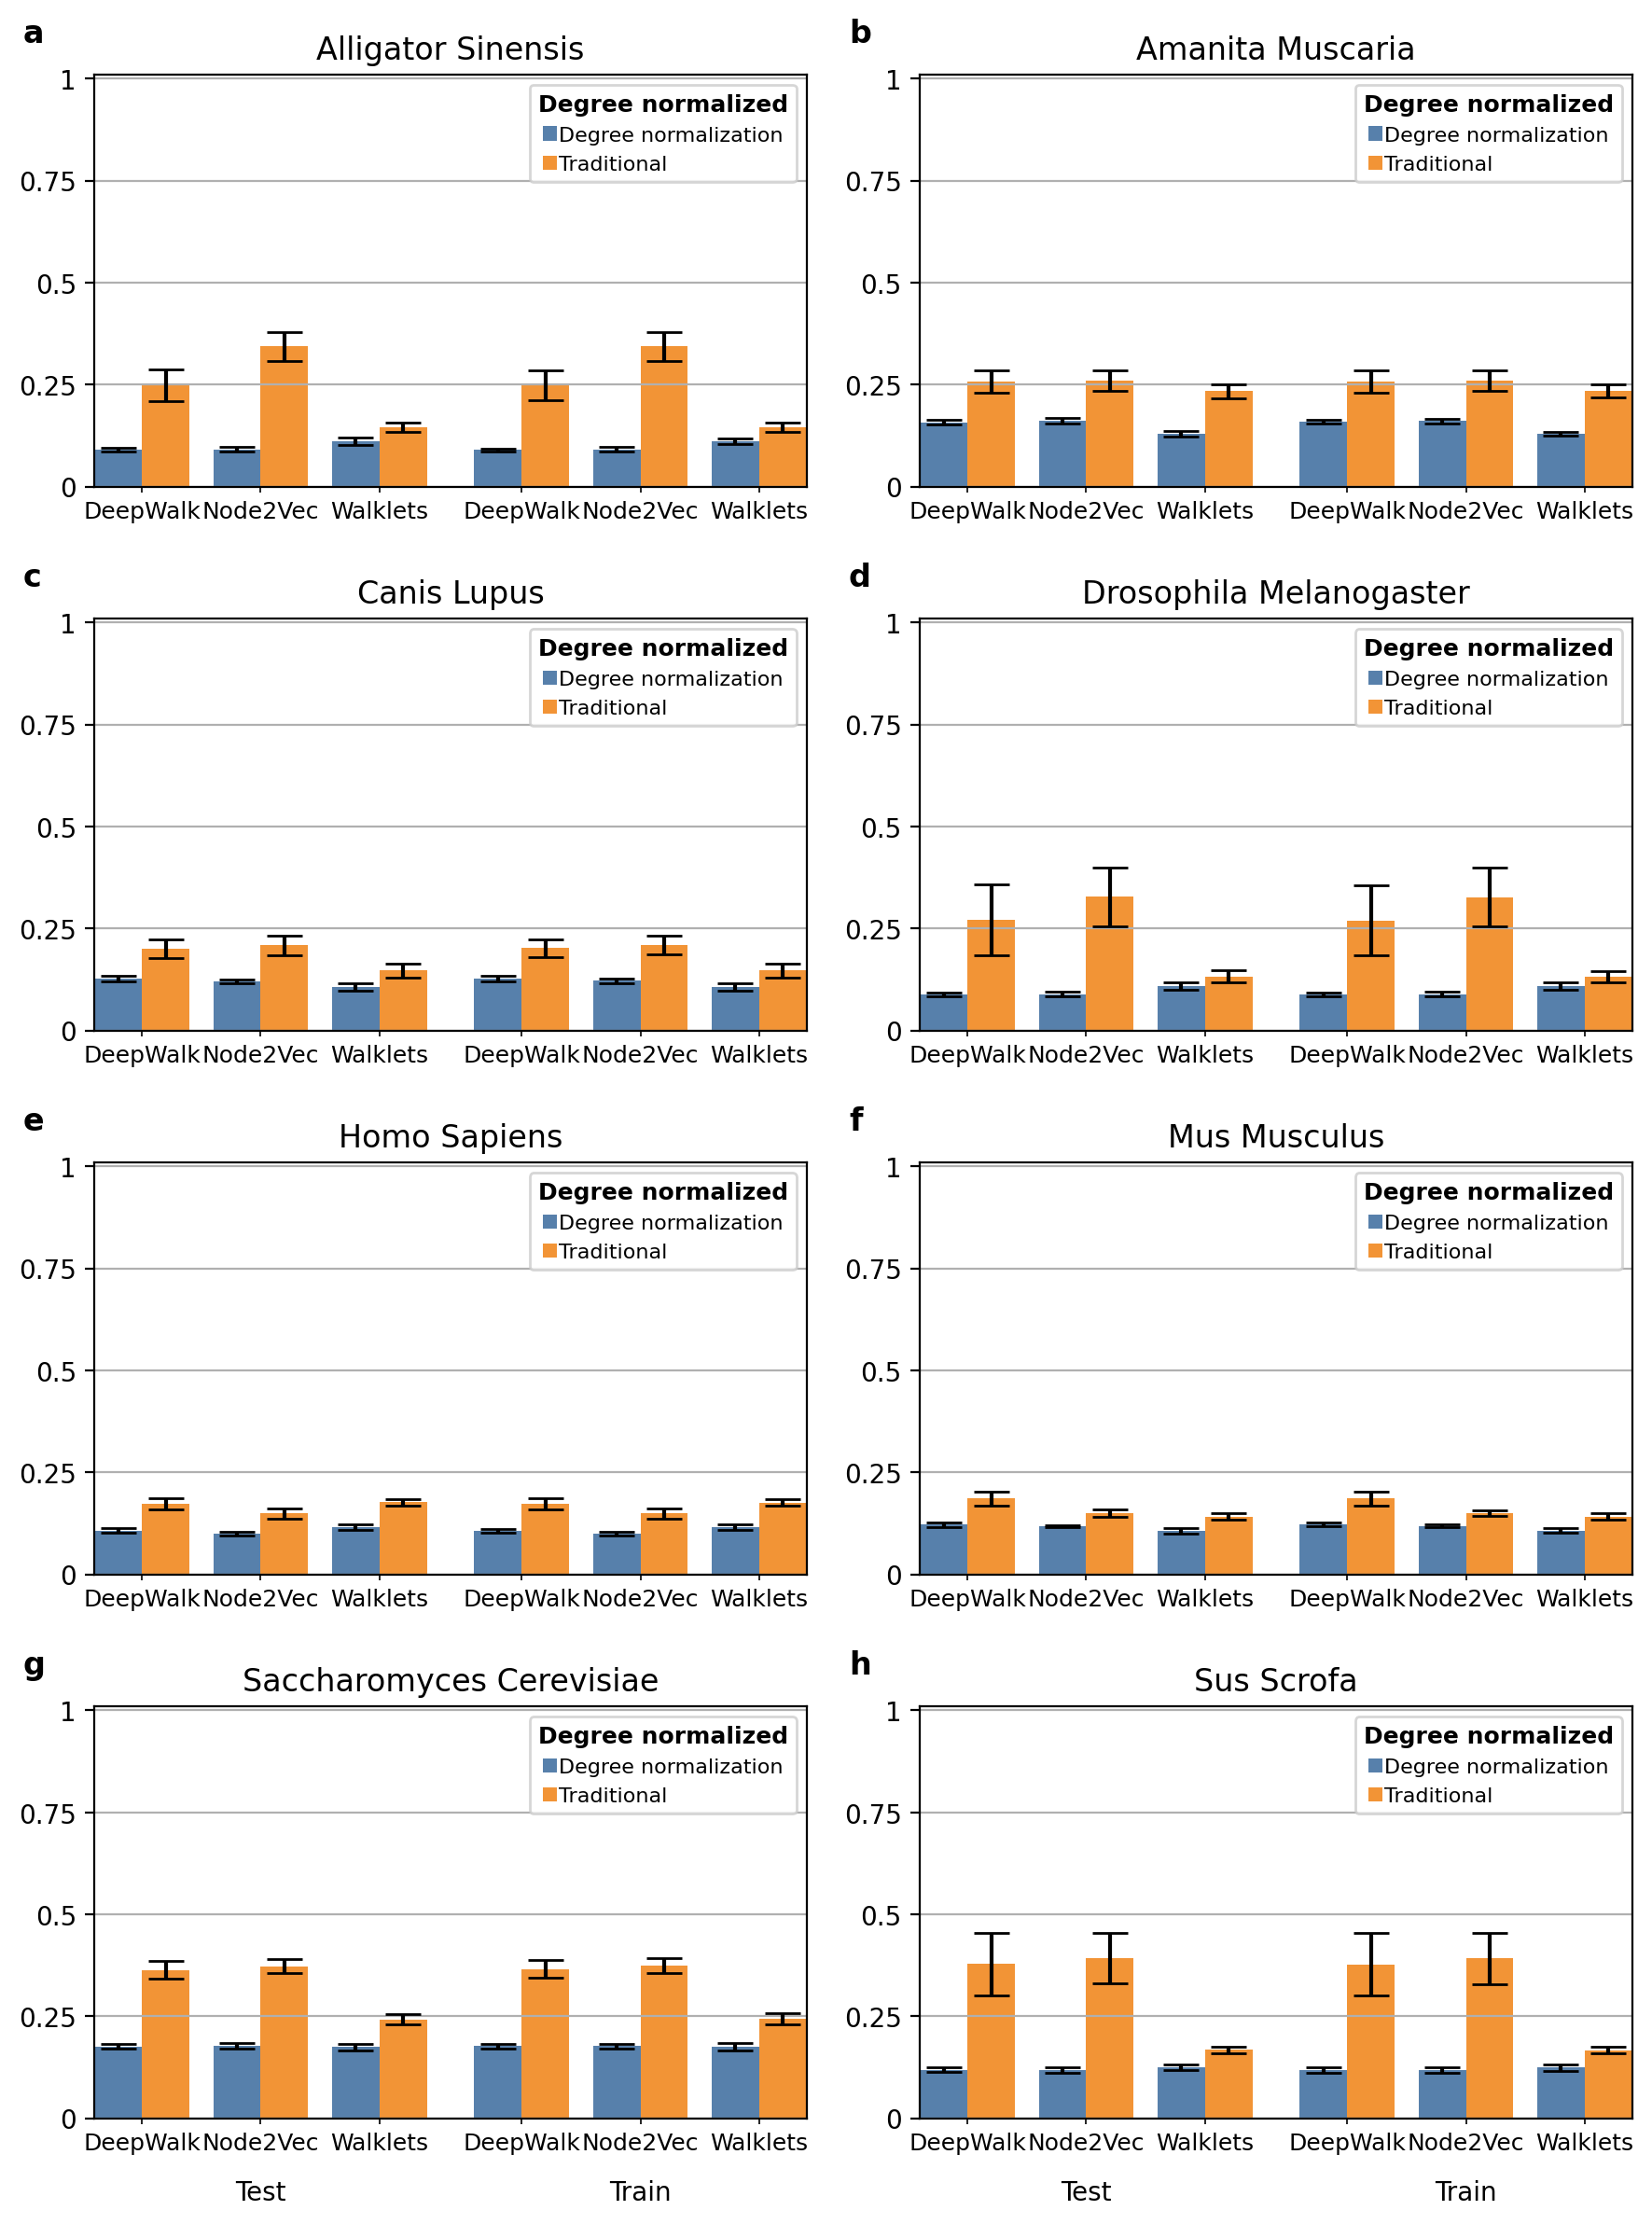 a
Alligator Sinensis
1
0.75
0.5
0.25
0
Degree normalized
Degree normalization
Traditional
DeepWalk Node2Vec Walklets DeepWalk Node2Vec Walklets
b
Amanita Muscaria
1
0.75
0.5
0.25
0
Degree normalized
Degree normalization
Traditional
DeepWalk Node2Vec Walklets DeepWalk Node2Vec Walklets
c
Canis Lupus
1
0.75
0.5
0.25
0
Degree normalized
Degree normalization
Traditional
DeepWalk Node2Vec Walklets DeepWalk Node2Vec Walklets
d
Drosophila Melanogaster
1
0.75
0.5
0.25
0
Degree normalized
Degree normalization
Traditional
DeepWalk Node2Vec Walklets DeepWalk Node2Vec Walklets
e
Homo Sapiens
1
0.75
0.5
0.25
0
Degree normalized
Degree normalization
Traditional
DeepWalk Node2Vec Walklets DeepWalk Node2Vec Walklets
f
Mus Musculus
1
0.75
0.5
0.25
0
Degree normalized
Degree normalization
Traditional
DeepWalk Node2Vec Walklets DeepWalk Node2Vec Walklets
g
Saccharomyces Cerevisiae
1
0.75
0.5
0.25
0
Degree normalized
Degree normalization
Traditional
DeepWalk Node2Vec Walklets DeepWalk Node2Vec Walklets
Test Train
h
Sus Scrofa
1
0.75
0.5
0.25
0
Degree normalized
Degree normalization
Traditional
DeepWalk Node2Vec Walklets DeepWalk Node2Vec Walklets
Test Train